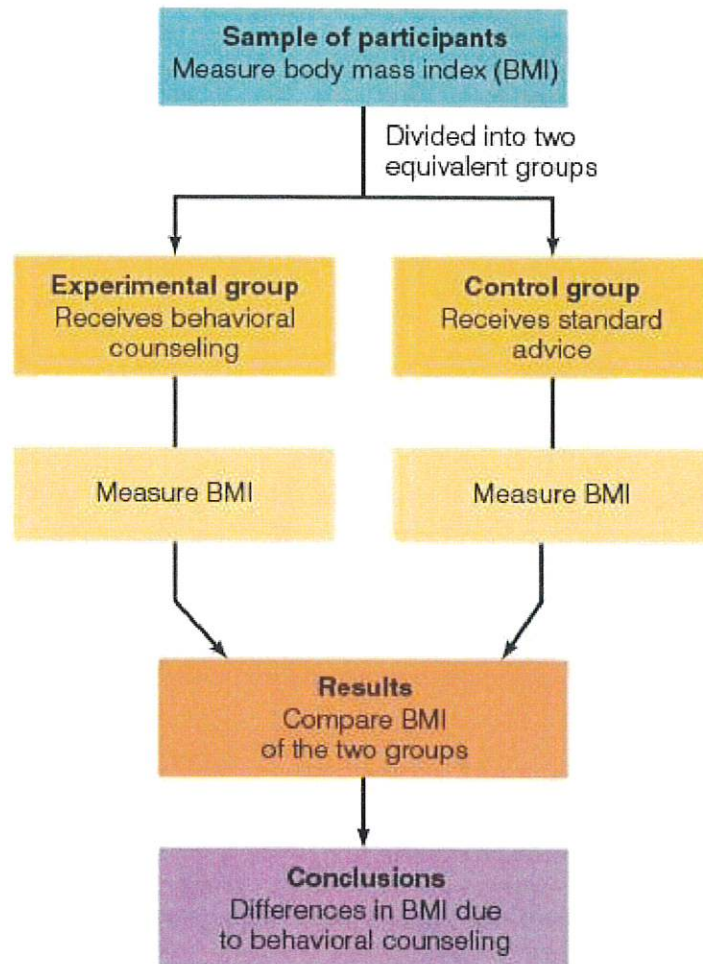 Sample of participants
Measure body mass index (BMI)
Divided into two
equivalent groups
Experimental group
Receives behavioral
counseling
Control group
Receives standard
advice
Measure BMI
Measure BMI
Results
Compare BMI
of the two groups
Conclusions
Differences in BMI due
to behavioral counseling